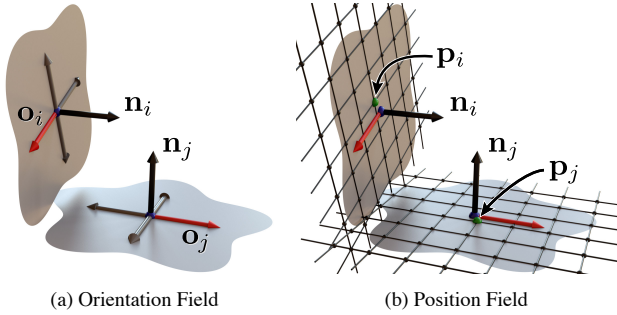 o_i
n_i
n_j
o_j
(a) Orientation Field
p_i
n_i
n_j
p_j
(b) Position Field